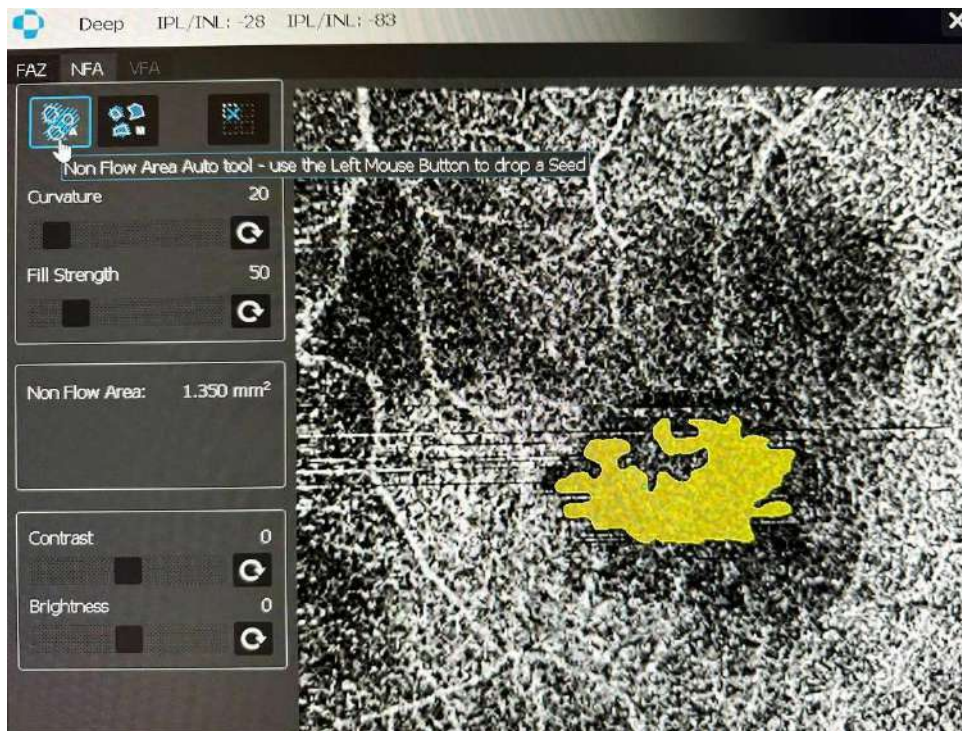 Deep IPL/INL: -28 IPL/INL: -83
FAZ NFA VFA
Non Flow Area Auto tool - use the Left Mouse Button to drop a Seed
Curvature 20
Fill Strength 50
Non Flow Area: 1.350 mm²
Contrast 0
Brightness 0